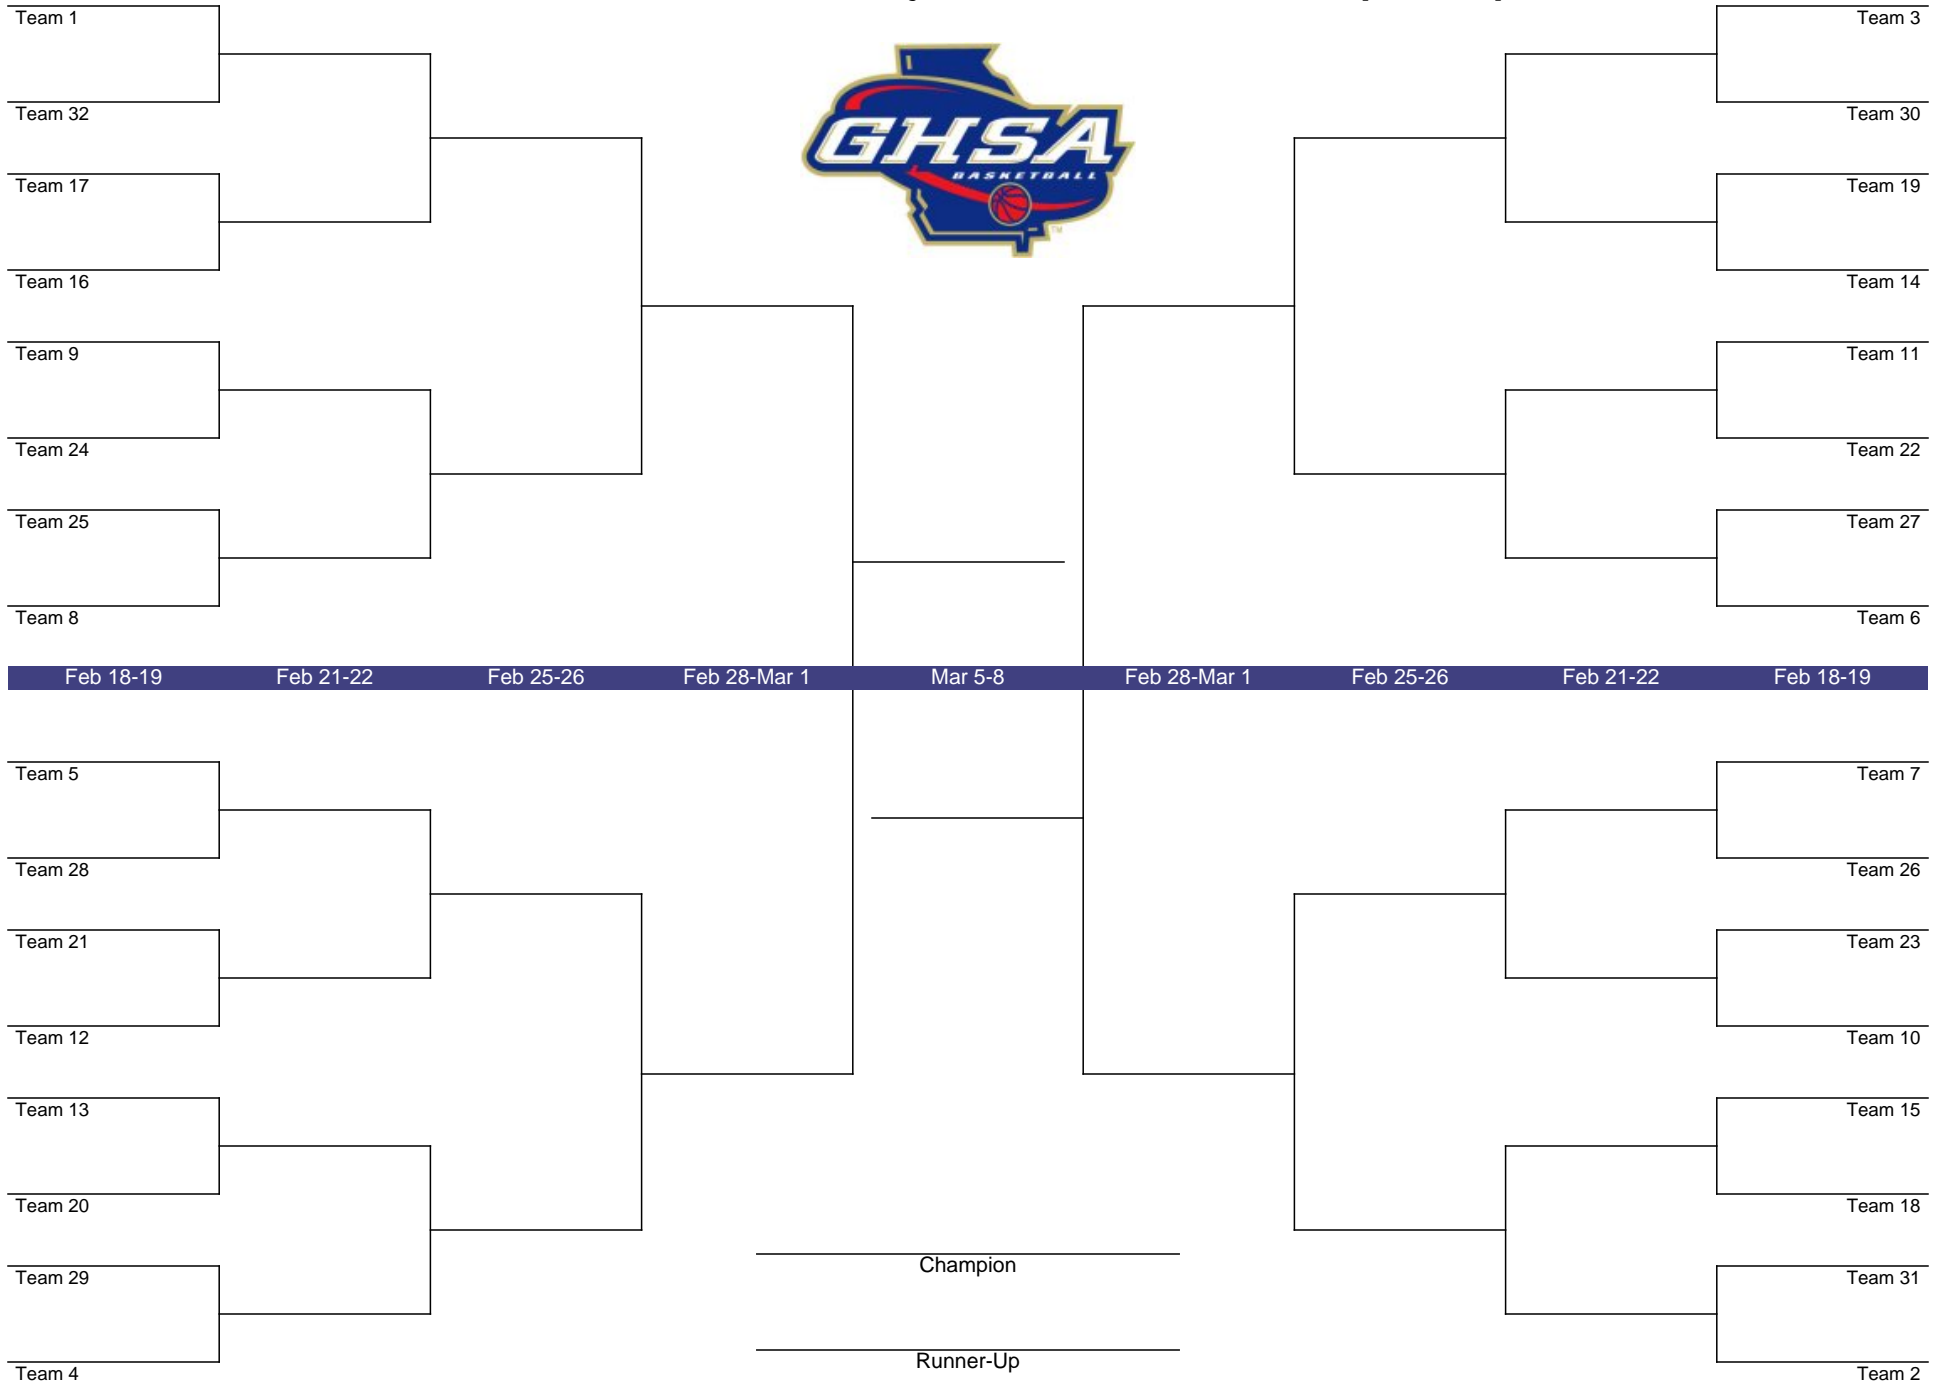 Team 1
Team 3
Team 32
Team 30
GHSA
BASKETBALL
TM
Team 17
Team 19
Team 16
Team 14
Team 9
Team 11
Team 24
Team 22
Team 25
Team 27
Team 8
Team 6
Feb 18-19 Feb 21-22 Feb 25-26 Feb 28-Mar 1 Mar 5-8 Feb 28-Mar 1 Feb 25-26 Feb 21-22 Feb 18-19
Team 5
Team 7
Team 28
Team 26
Team 21
Team 23
Team 12
Team 10
Team 13
Team 15
Team 20
Team 18
Champion
Team 29
Team 31
Runner-Up
Team 4
Team 2